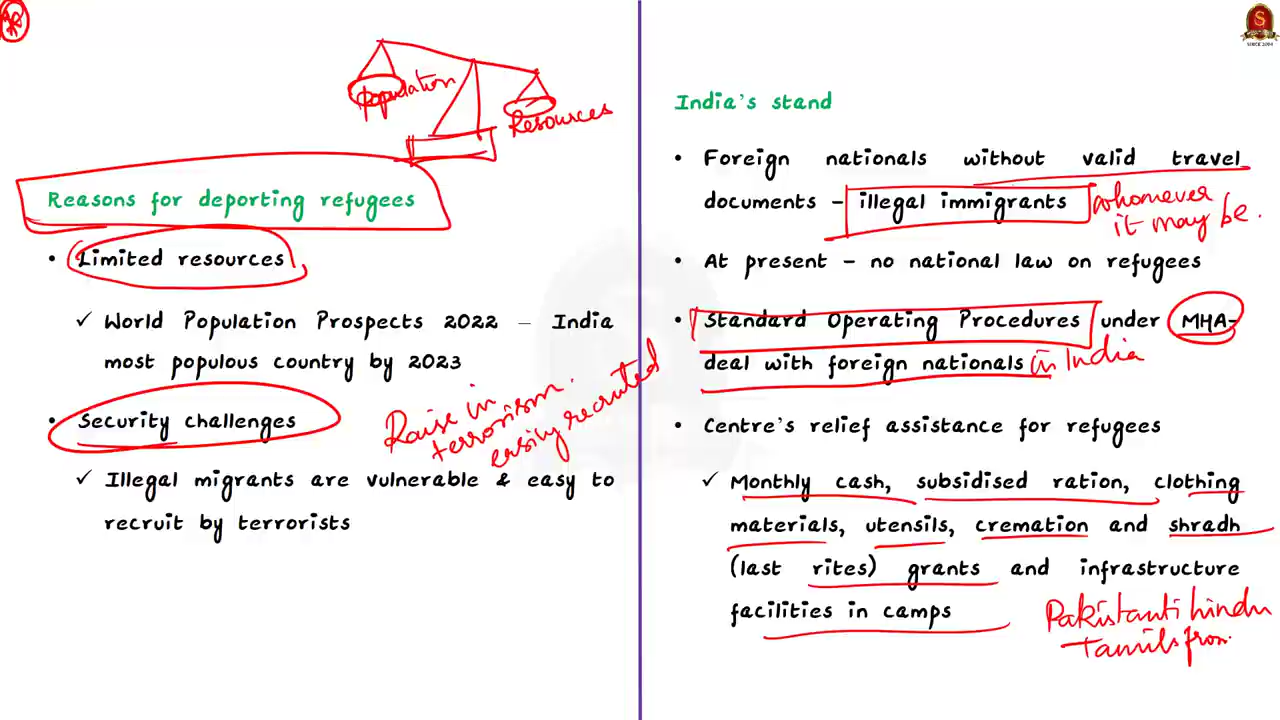 population
Resources
Reasons for deporting refugees
• Limited resources
✓ World Population Prospects 2022 – India
most populous country by 2023
• Security challenges
Raise in
terrorism.
easily recruited
✓ Illegal migrants are vulnerable & easy to
recruit by terrorists
SINCE 2004
India's stand
• Foreign nationals without valid travel
documents – illegal immigrants whomever
it may be.
• At present – no national law on refugees
• Standard Operating Procedures under MHA-
deal with foreign nationals in India
• Centre's relief assistance for refugees
✓ Monthly cash, subsidised ration, clothing
materials, utensils, cremation and shradh
(last rites) grants and infrastructure
facilities in camps
Pakistanti hindu
Tamils from